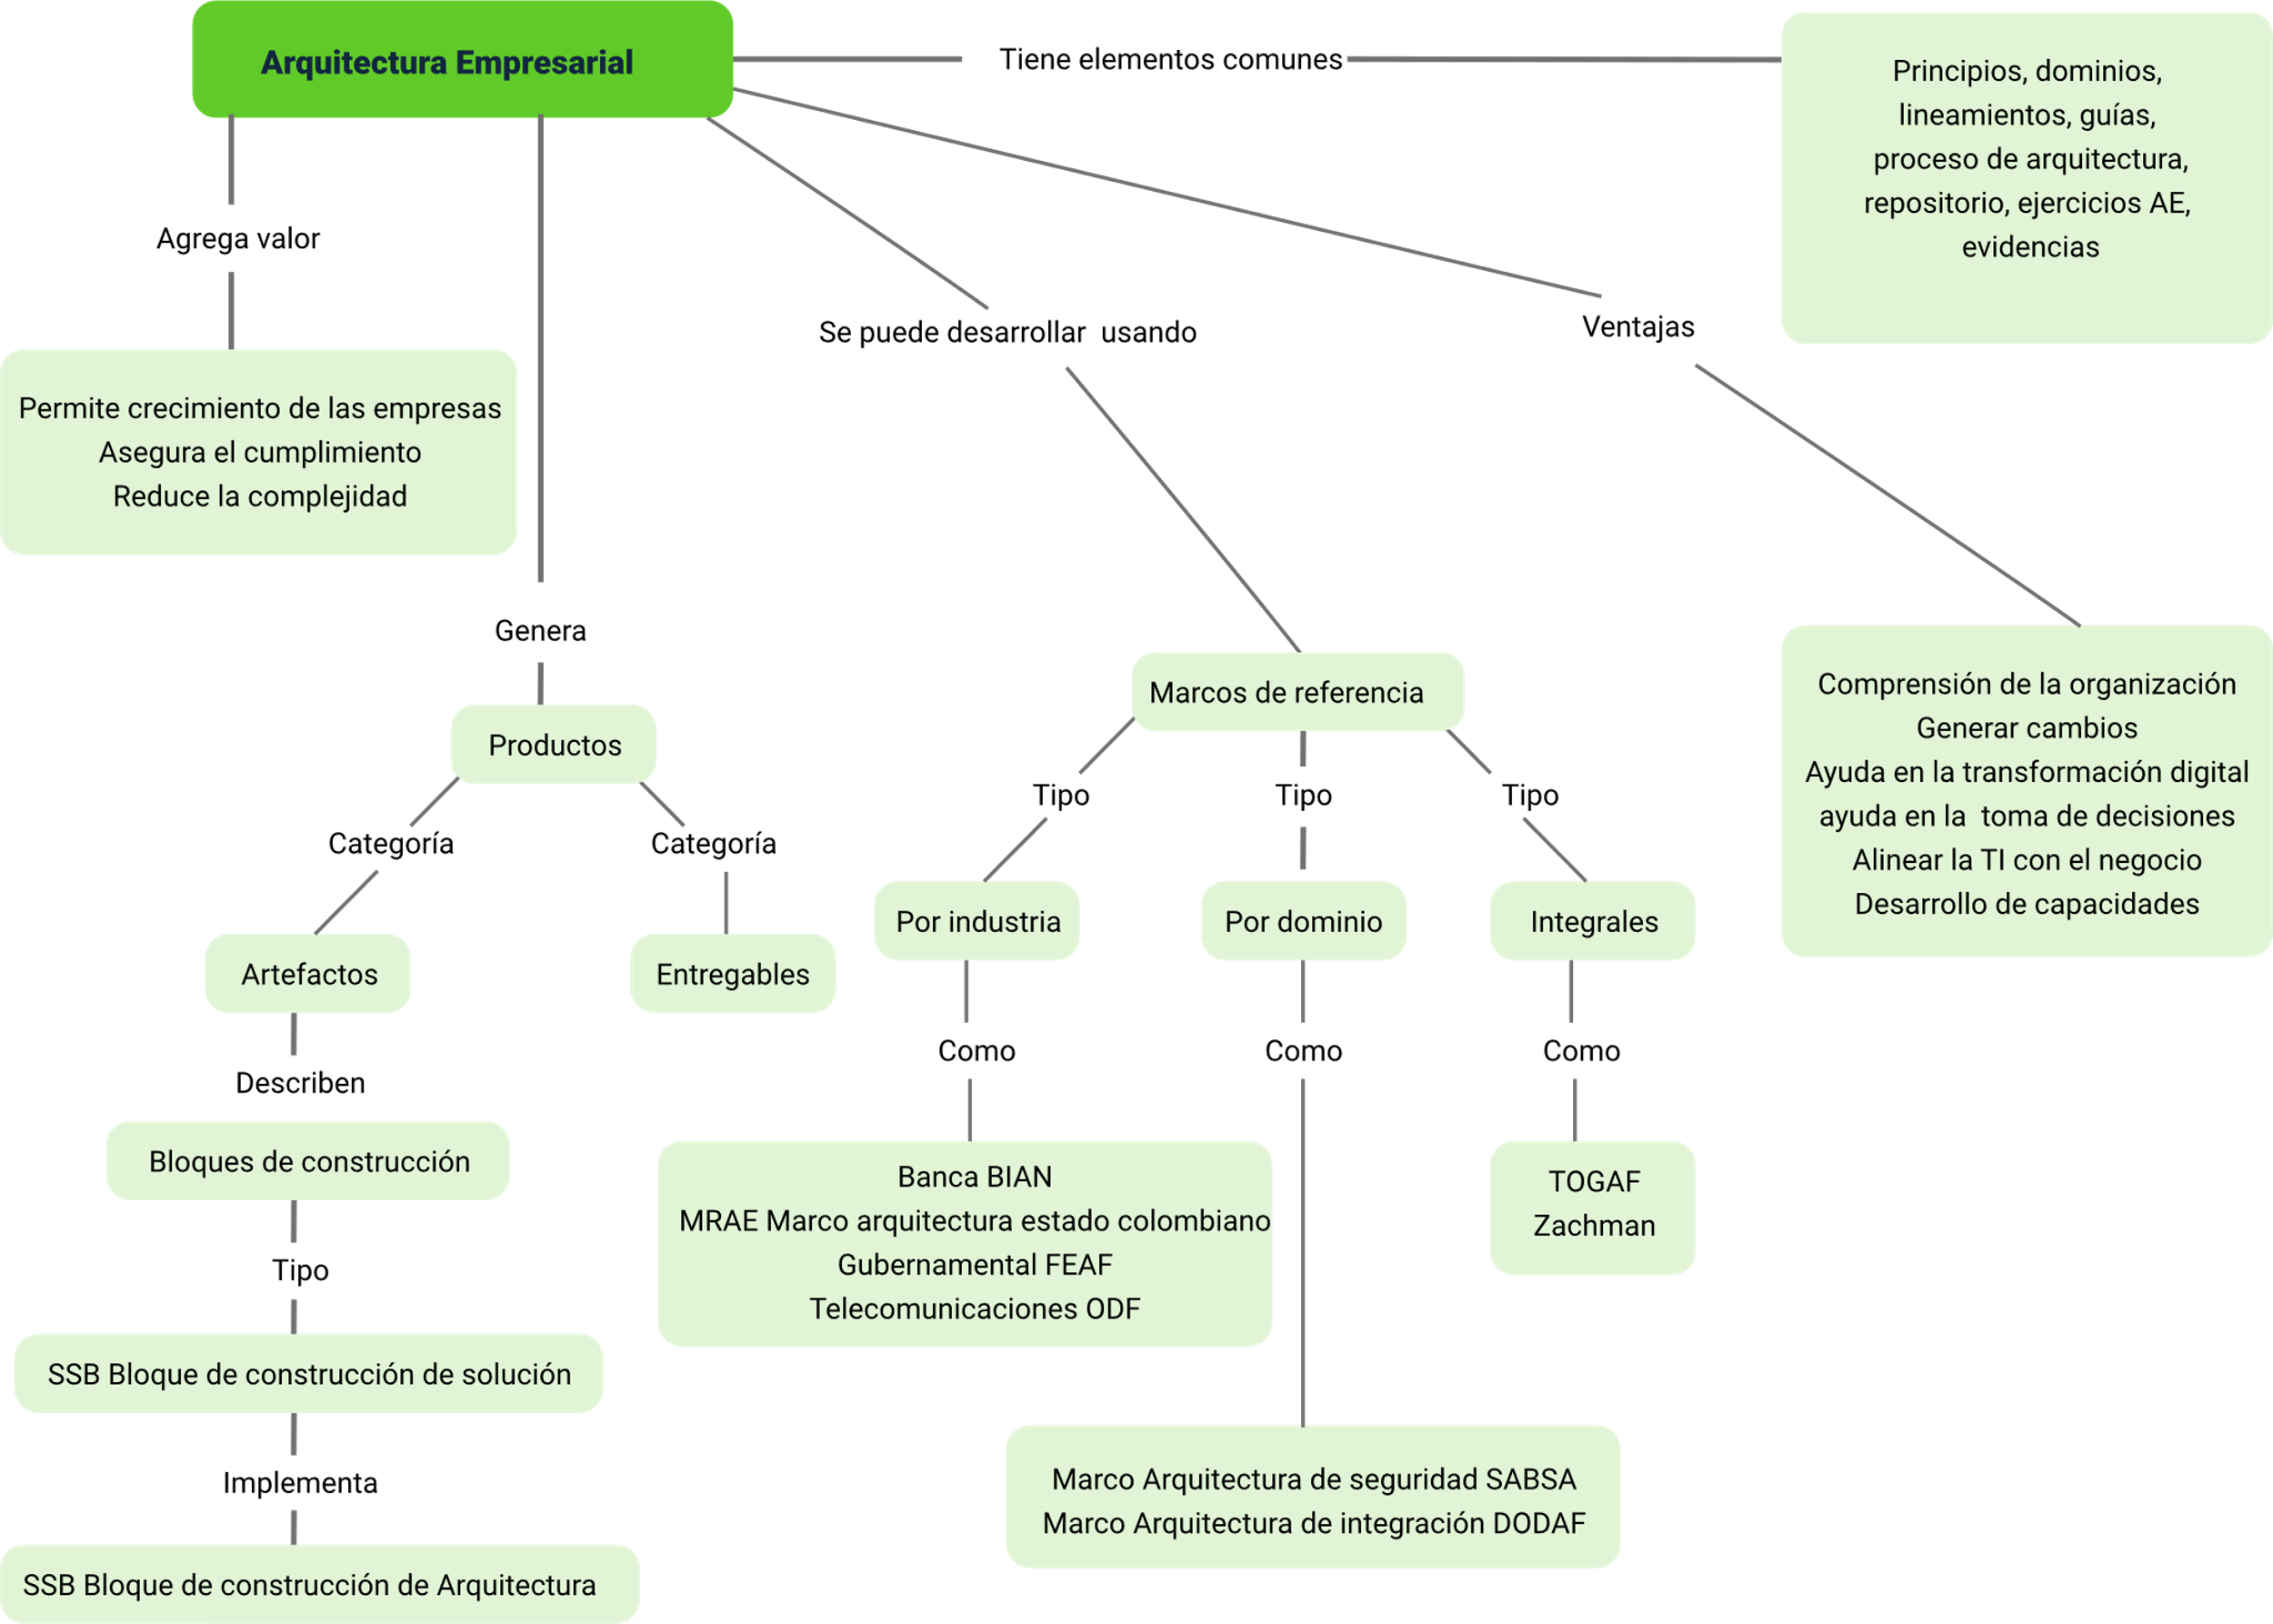 Arquitectura Empresarial
Tiene elementos comunes
Principios, dominios,
lineamientos, guías,
proceso de arquitectura,
repositorio, ejercicios AE,
evidencias
Agrega valor
Permite crecimiento de las empresas
Asegura el cumplimiento
Reduce la complejidad
Se puede desarrollar  usando
Ventajas
Genera
Productos
Marcos de referencia
Comprensión de la organización
Generar cambios
Ayuda en la transformación digital
ayuda en la  toma de decisiones
Alinear la TI con el negocio
Desarrollo de capacidades
Categoría
Categoría
Tipo
Tipo
Tipo
Artefactos
Entregables
Por industria
Por dominio
Integrales
Describen
Como
Como
Como
Bloques de construcción
Banca BIAN
MRAE Marco arquitectura estado colombiano
Gubernamental FEAF
Telecomunicaciones ODF
TOGAF
Zachman
Tipo
SSB Bloque de construcción de solución
Implementa
Marco Arquitectura de seguridad SABSA
Marco Arquitectura de integración DODAF
SSB Bloque de construcción de Arquitectura